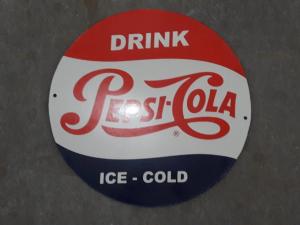 DRINK
PEPSI-COLA
®
ICE - COLD